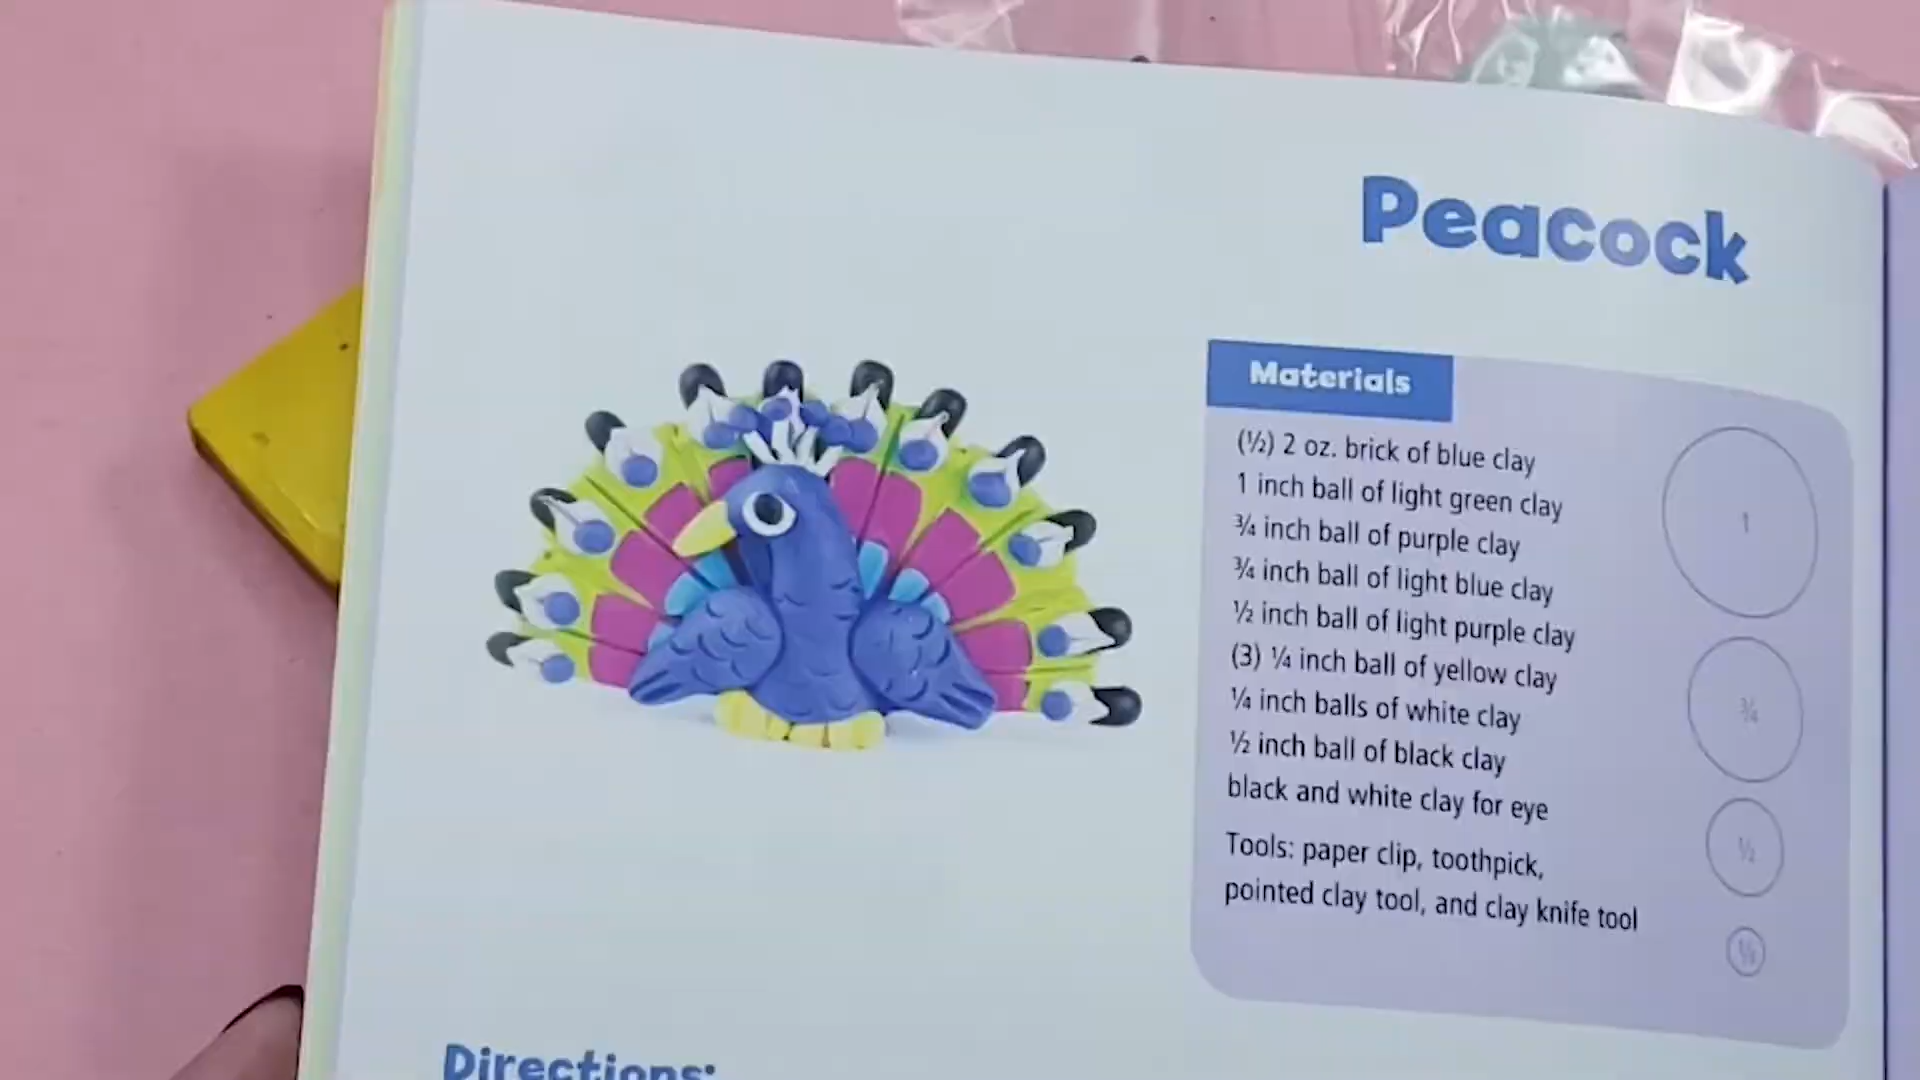 Peacock
Materials
(½) 2 oz. brick of blue clay
1 inch ball of light green clay
¾ inch ball of purple clay
¾ inch ball of light blue clay
½ inch ball of light purple clay
(3) ¼ inch ball of yellow clay
¼ inch balls of white clay
½ inch ball of black clay
black and white clay for eye
Tools: paper clip, toothpick,
pointed clay tool, and clay knife tool
1
¾
½
Directions: